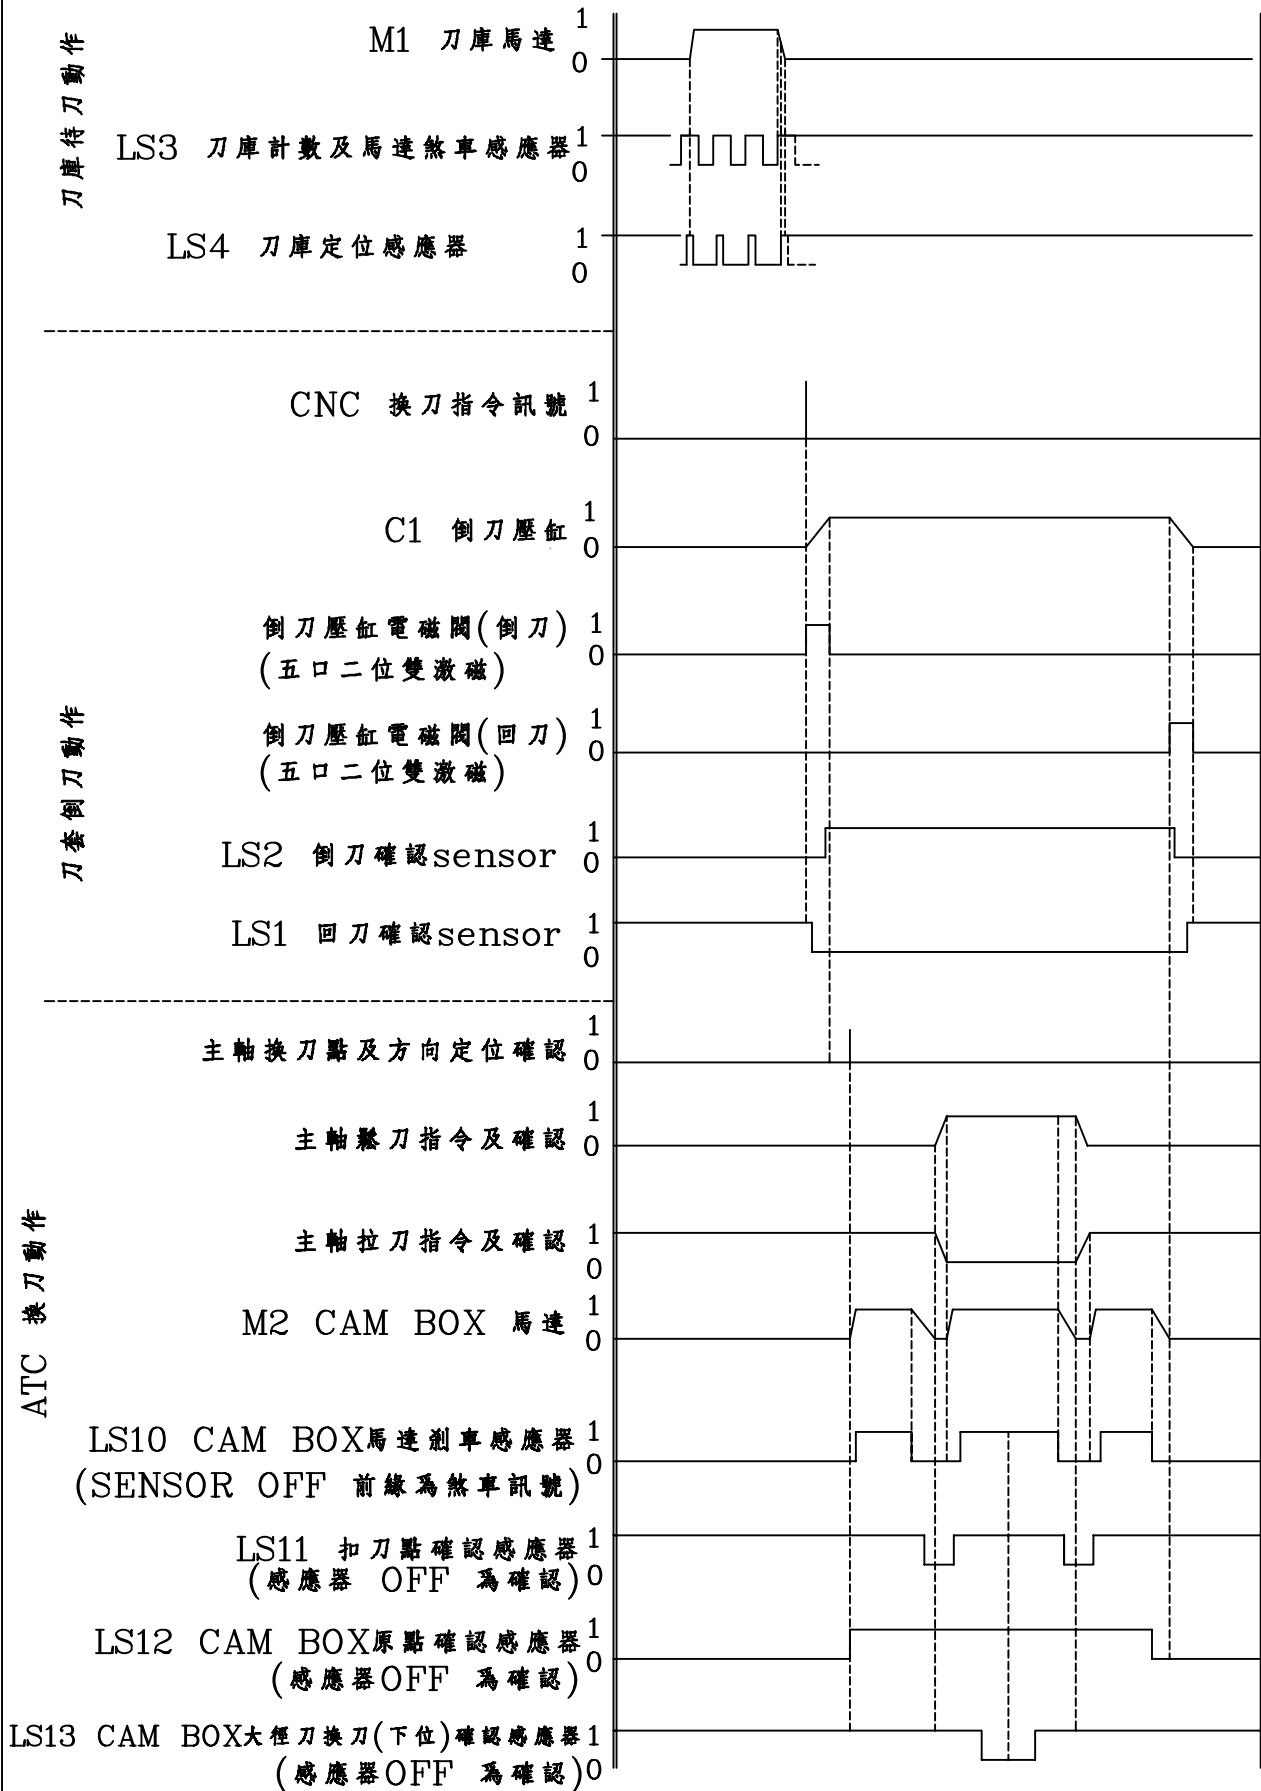 刀庫待刀動作
M1 刀庫馬達 1
0
LS3 刀庫計數及馬達煞車感應器 1
0
LS4 刀庫定位感應器 1
0
刀套倒刀動作
CNC 換刀指令訊號 1
0
C1 倒刀壓缸 1
0
倒刀壓缸電磁閥(倒刀) 1
(五口二位雙激磁) 0
倒刀壓缸電磁閥(回刀) 1
(五口二位雙激磁) 0
LS2 倒刀確認sensor 1
0
LS1 回刀確認sensor 1
0
ATC 換刀動作
主軸換刀點及方向定位確認 1
0
主軸鬆刀指令及確認 1
0
主軸拉刀指令及確認 1
0
M2 CAM BOX 馬達 1
0
LS10 CAM BOX馬達剎車感應器 1
0
(SENSOR OFF 前緣為煞車訊號)
LS11 扣刀點確認感應器 1
(感應器 OFF 為確認) 0
LS12 CAM BOX原點確認感應器 1
0
(感應器OFF 為確認)
LS13 CAM BOX大徑刀換刀(下位)確認感應器 1
(感應器OFF 為確認) 0